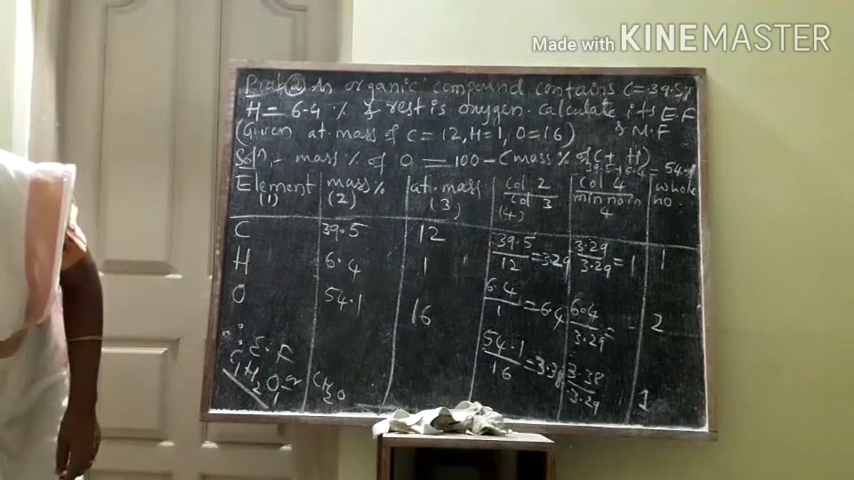 Made with KINEMASTER
Prob ② An organic compound contains C = 39.5%
H = 6.4 % & rest is oxygen. calculate its E.F
(Given at. mass of C = 12, H = 1, O = 16) & M.F
Soln. - mass % of O = 100 - (mass % of C + H)
= 54.1
Element mass % at. mass col 2 col 4 whole
(1) (2) (3) col 3 min no in no.
(4) 4
C 39.5 12 39.5/12 = 3.29 3.29/3.29 = 1 1
H 6.4 1 6.4/1 = 6.4 6.4/3.29 = 2
O 54.1 16 54.1/16 = 3.38 3.38/3.29 1
∴ E.F
C1H2O1 or CH2O